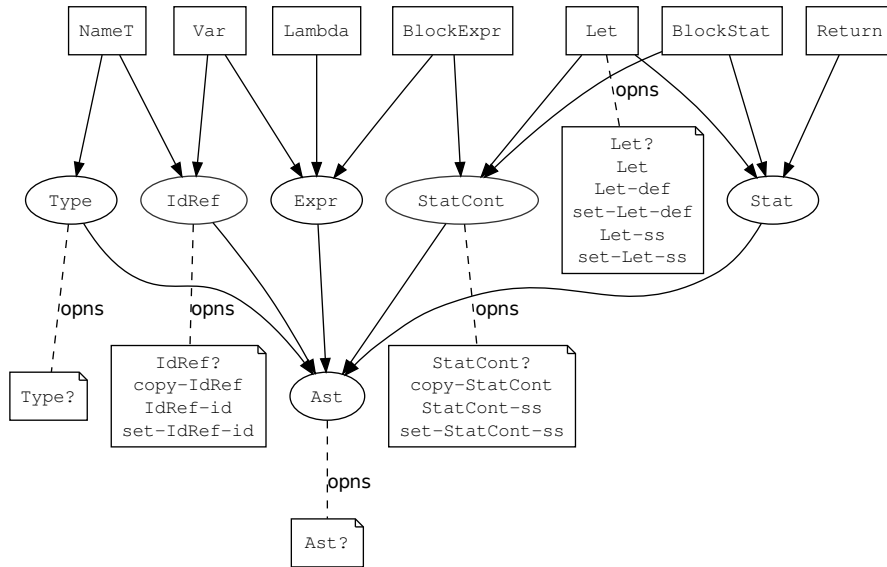 NameT
Var
Lambda
BlockExpr
Let
BlockStat
Return
opns
Let?
Let
Let-def
set-Let-def
Let-ss
set-Let-ss
Type
IdRef
Expr
StatCont
Stat
opns
opns
opns
Type?
IdRef?
copy-IdRef
IdRef-id
set-IdRef-id
Ast
StatCont?
copy-StatCont
StatCont-ss
set-StatCont-ss
opns
Ast?